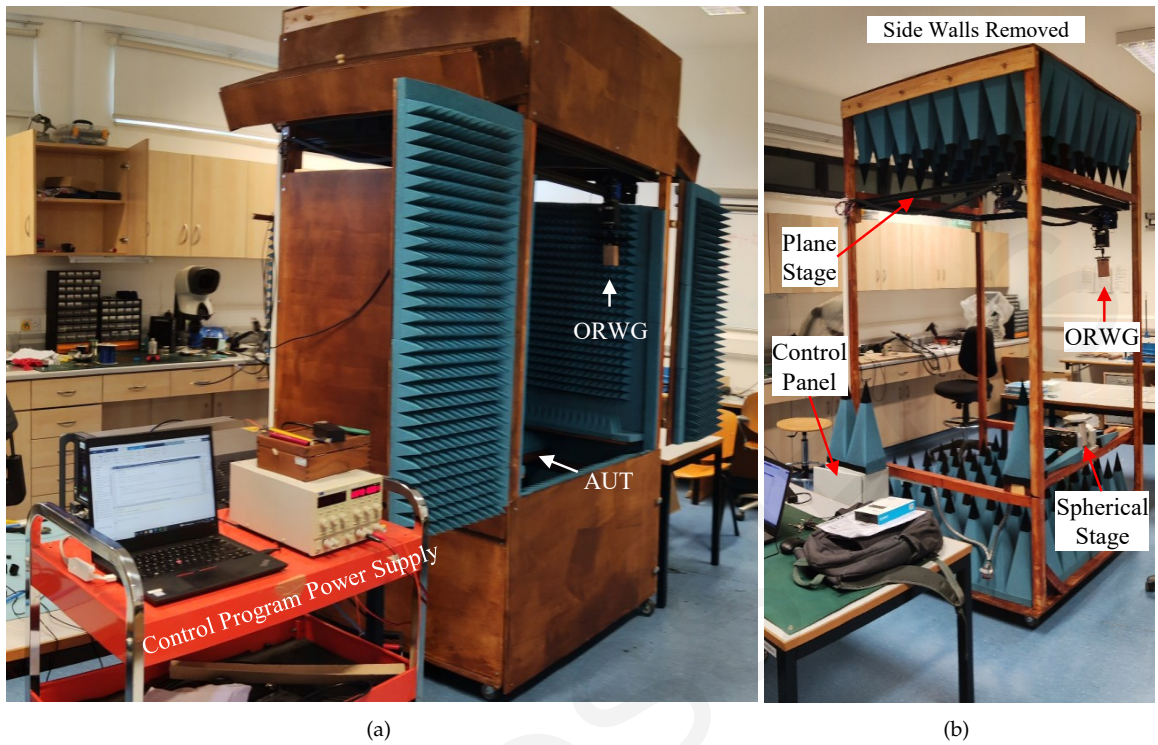 ORWG
AUT
Control Program Power Supply
Side Walls Removed
Plane
Stage
ORWG
Control
Panel
Spherical
Stage
(a)
(b)